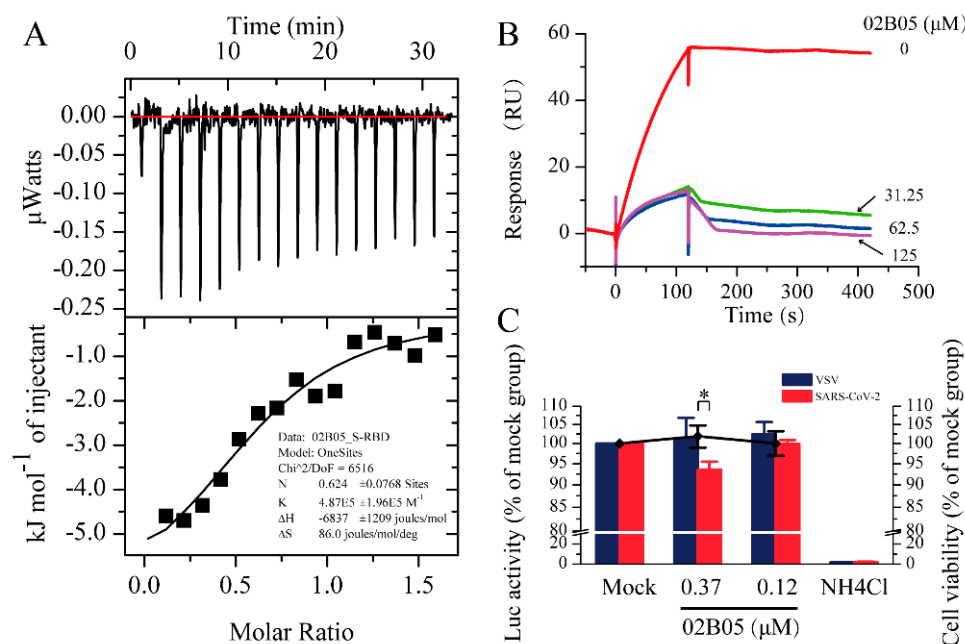 A
Time (min)
0 10 20 30
0.00
-0.05
-0.10
-0.15
-0.20
-0.25
μWatts
-1.0
-2.0
-3.0
-4.0
-5.0
kJ mol⁻¹ of injectant
Data: 02B05_S-RBD
Model: OneSites
Chi^2/DoF = 6516
N 0.624 ±0.0768 Sites
K 4.87E5 ±1.96E5 M⁻¹
ΔH -6837 ±1209 joules/mol
ΔS 86.0 joules/mol/deg
0.0 0.5 1.0 1.5
Molar Ratio
B
02B05 (μM)
0
60
40
20
0
Response (RU)
31.25
62.5
125
0 100 200 300 400 500
Time (s)
C
VSV
SARS-CoV-2
*
110
105
100
95
90
85
80
20
0
Luc activity (% of mock group)
110
105
100
95
90
85
80
20
0
Cell viability (% of mock group)
Mock 0.37 0.12 NH4Cl
02B05 (μM)